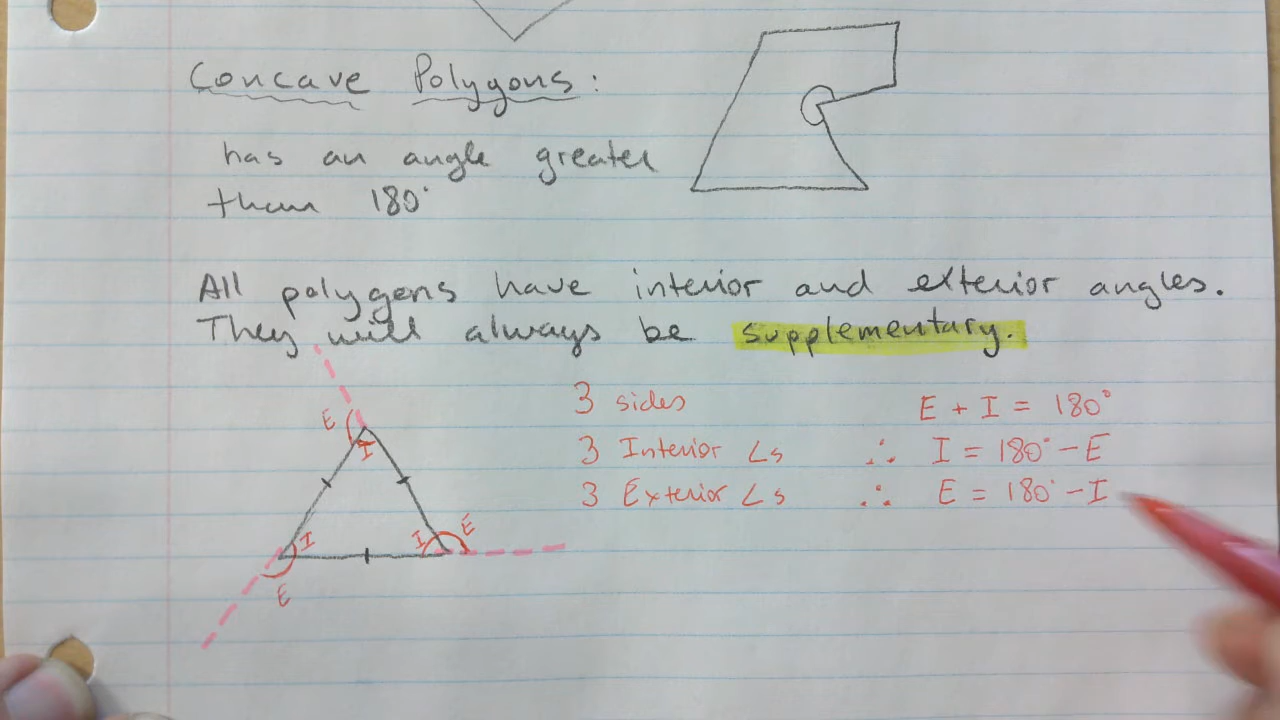 Concave Polygons:
has an angle greater
than 180°
All polygons have interior and exterior angles.
They will always be supplementary.
3 sides E + I = 180°
3 Interior ∠s ∴ I = 180° - E
3 Exterior ∠s ∴ E = 180° - I
E
I
I
I E
E